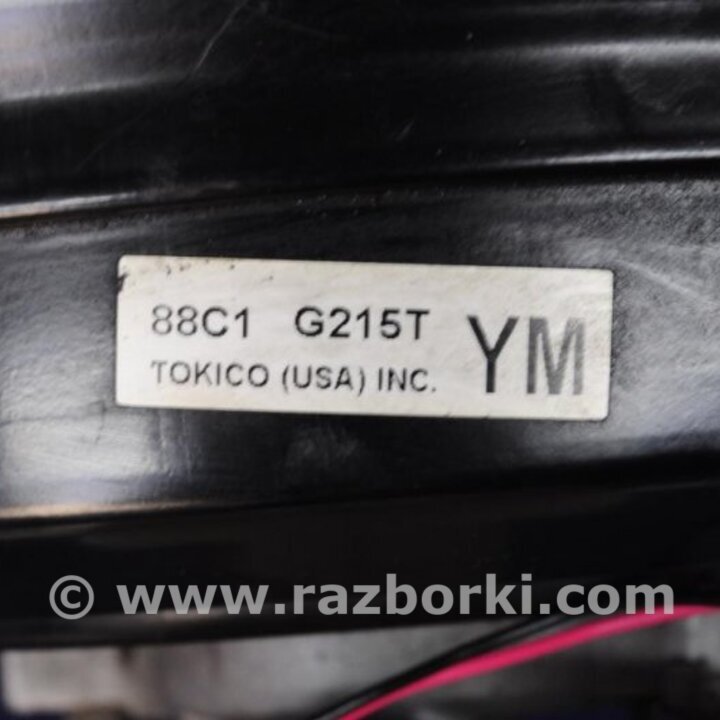 88C1 G215T YM
TOKICO (USA) INC.
© www.razborki.com